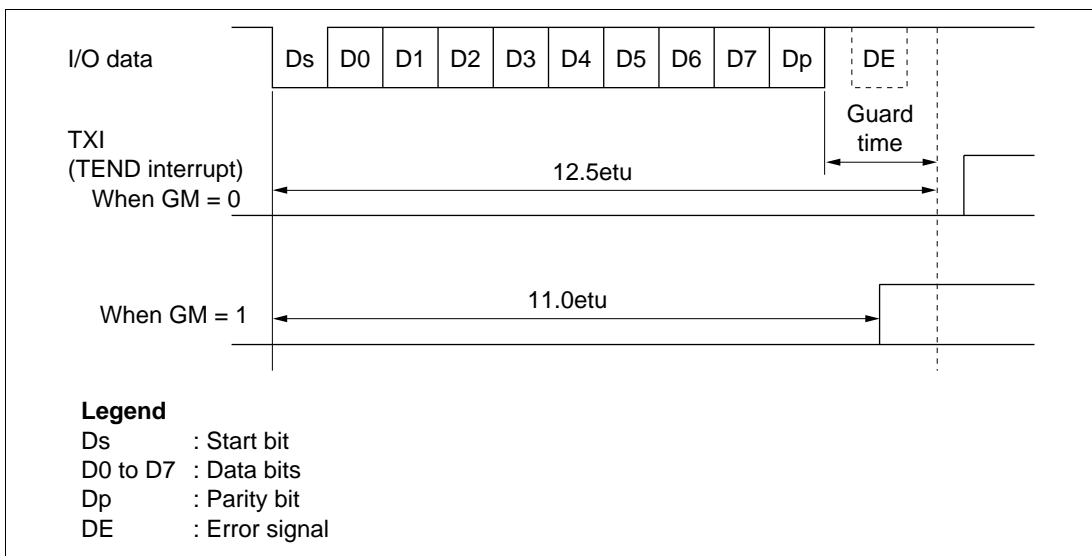 I/O data
Ds D0 D1 D2 D3 D4 D5 D6 D7 Dp DE
Guard
time
TXI
(TEND interrupt)
When GM = 0
12.5etu
When GM = 1
11.0etu
Legend
Ds : Start bit
D0 to D7 : Data bits
Dp : Parity bit
DE : Error signal